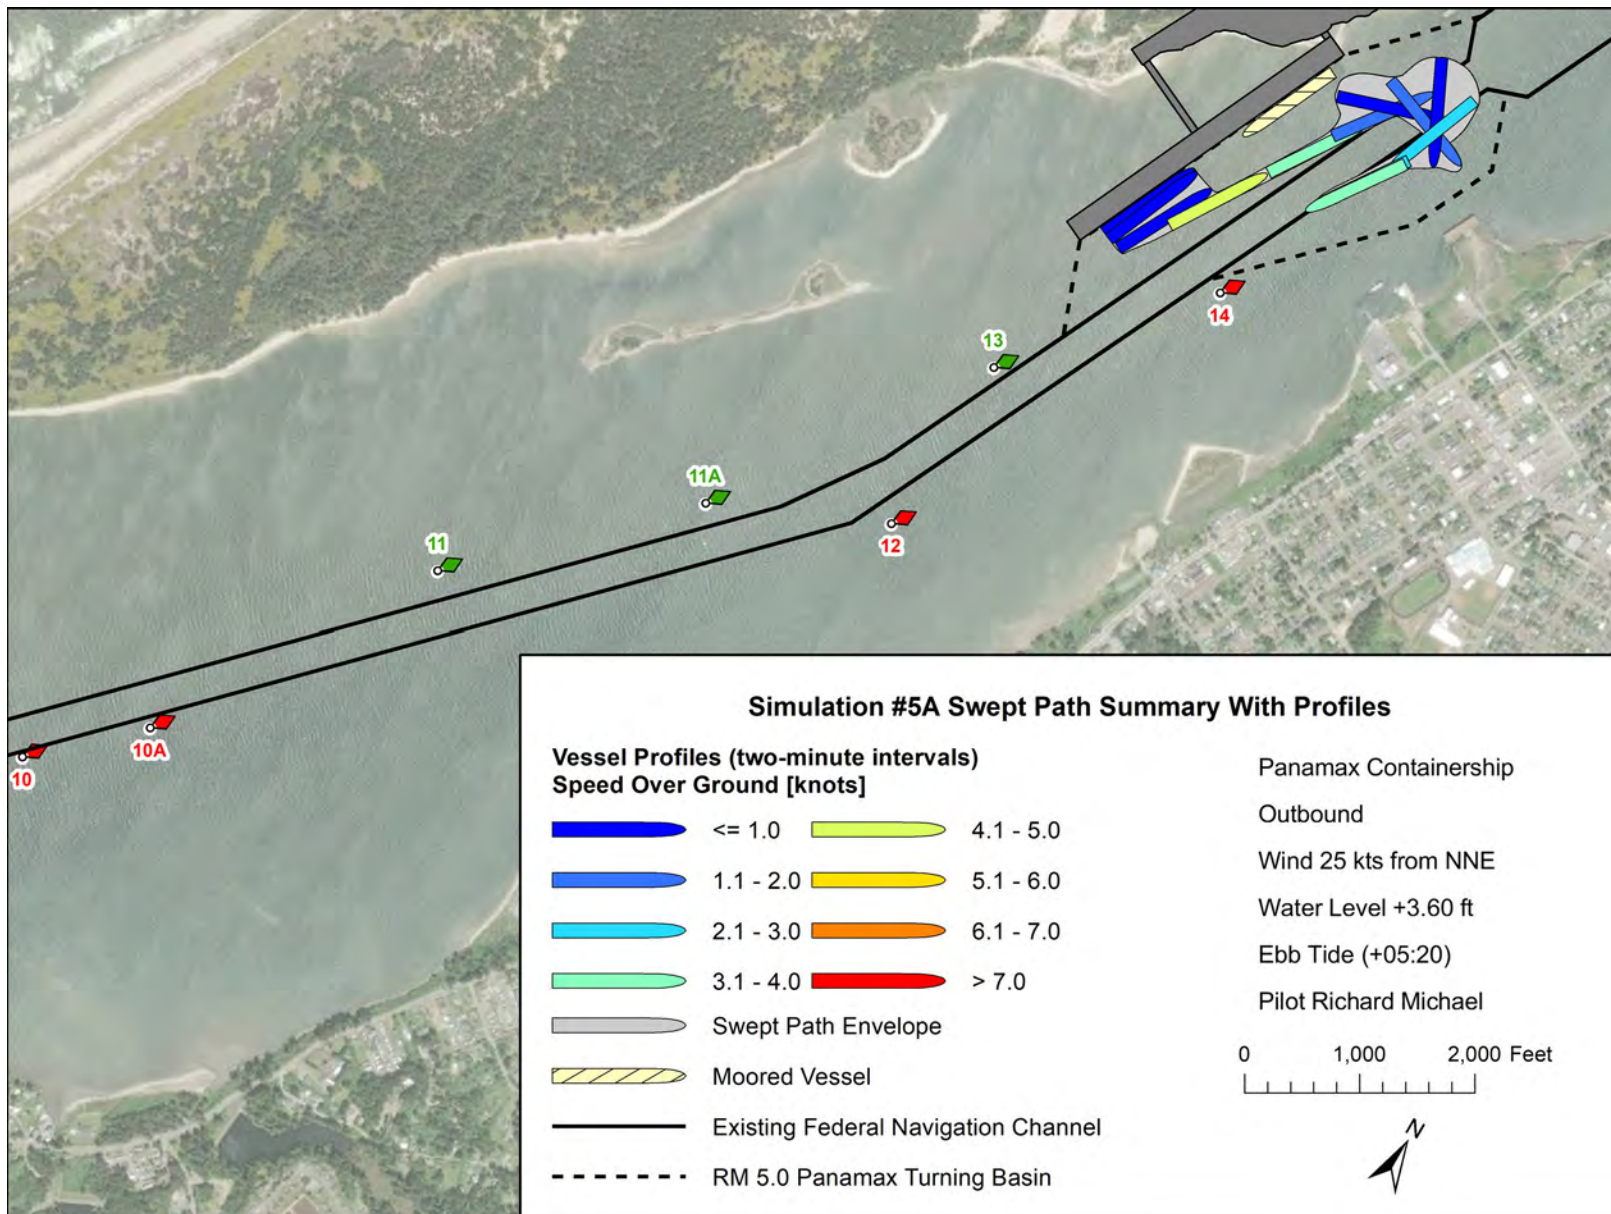 14
13
11A
12
11
10A
10
Simulation #5A Swept Path Summary With Profiles
Vessel Profiles (two-minute intervals)
Speed Over Ground [knots]
<= 1.0
4.1 - 5.0
1.1 - 2.0
5.1 - 6.0
2.1 - 3.0
6.1 - 7.0
3.1 - 4.0
> 7.0
Swept Path Envelope
Moored Vessel
Existing Federal Navigation Channel
RM 5.0 Panamax Turning Basin
Panamax Containership
Outbound
Wind 25 kts from NNE
Water Level +3.60 ft
Ebb Tide (+05:20)
Pilot Richard Michael
0 1,000 2,000 Feet
N